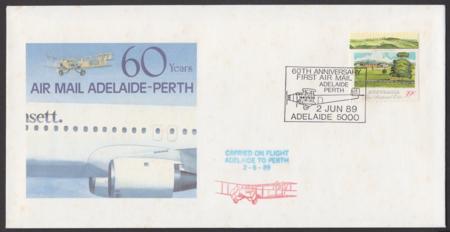 60 Years
AIR MAIL ADELAIDE-PERTH
nsett.
60TH ANNIVERSARY
FIRST AIR MAIL
ADELAIDE
PERTH
2 JUN 89
ADELAIDE 5000
CARRIED ON FLIGHT
ADELAIDE TO PERTH
2-6-89